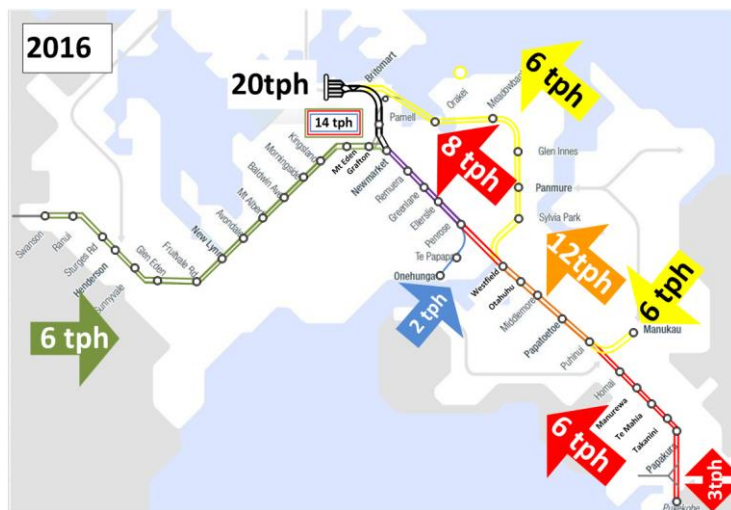 2016
20tph
14 tph
Britomart
Orakei
Meadowbank
6 tph
Parnell
8 tph
Glen Innes
Panmure
Sylvia Park
Kingsland
Mt Eden
Grafton
Newmarket
Morningside
Baldwin Ave
Mt Albert
Avondale
New Lynn
Fruitvale Rd
Glen Eden
Sunnyvale
Henderson
Sturges Rd
Ranui
Swanson
Remuera
Greenlane
Ellerslie
Penrose
Te Papapa
Onehunga
2 tph
6 tph
Westfield
Otahuhu
12tph
Middlemore
Papatoetoe
Puhinui
6 tph
Manukau
Homai
Manurewa
Te Mahia
Takanini
6 tph
Papakura
3tph
Pukekohe